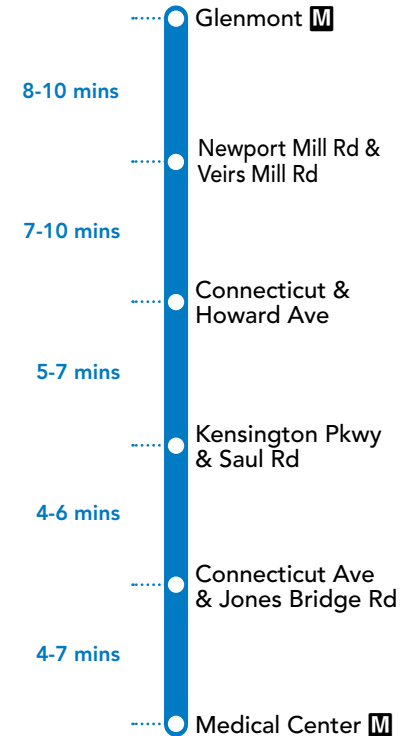 Glenmont M
8-10 mins
Newport Mill Rd &
Veirs Mill Rd
7-10 mins
Connecticut &
Howard Ave
5-7 mins
Kensington Pkwy
& Saul Rd
4-6 mins
Connecticut Ave
& Jones Bridge Rd
4-7 mins
Medical Center M